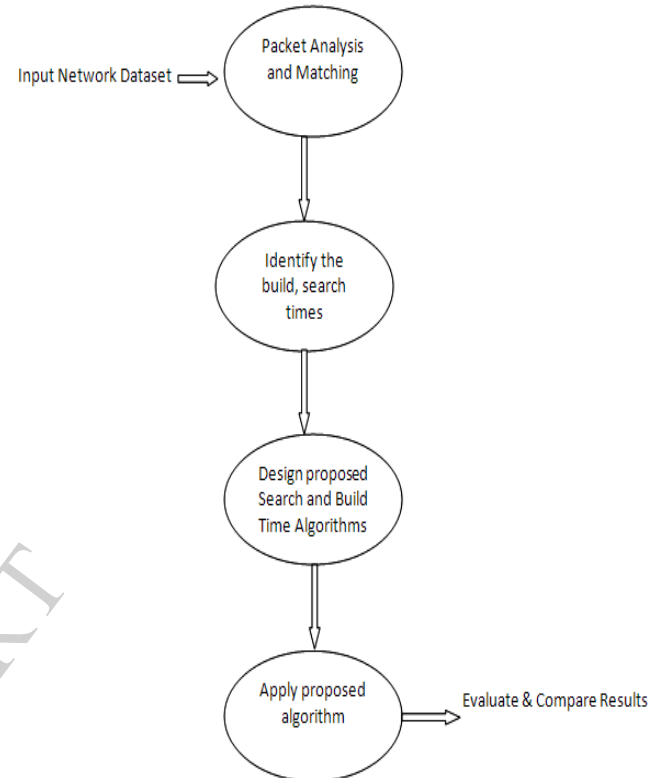 Packet Analysis
and Matching
Input Network Dataset
Identify the
build, search
times
Design proposed
Search and Build
Time Algorithms
Apply proposed
algorithm
Evaluate & Compare Results
RT